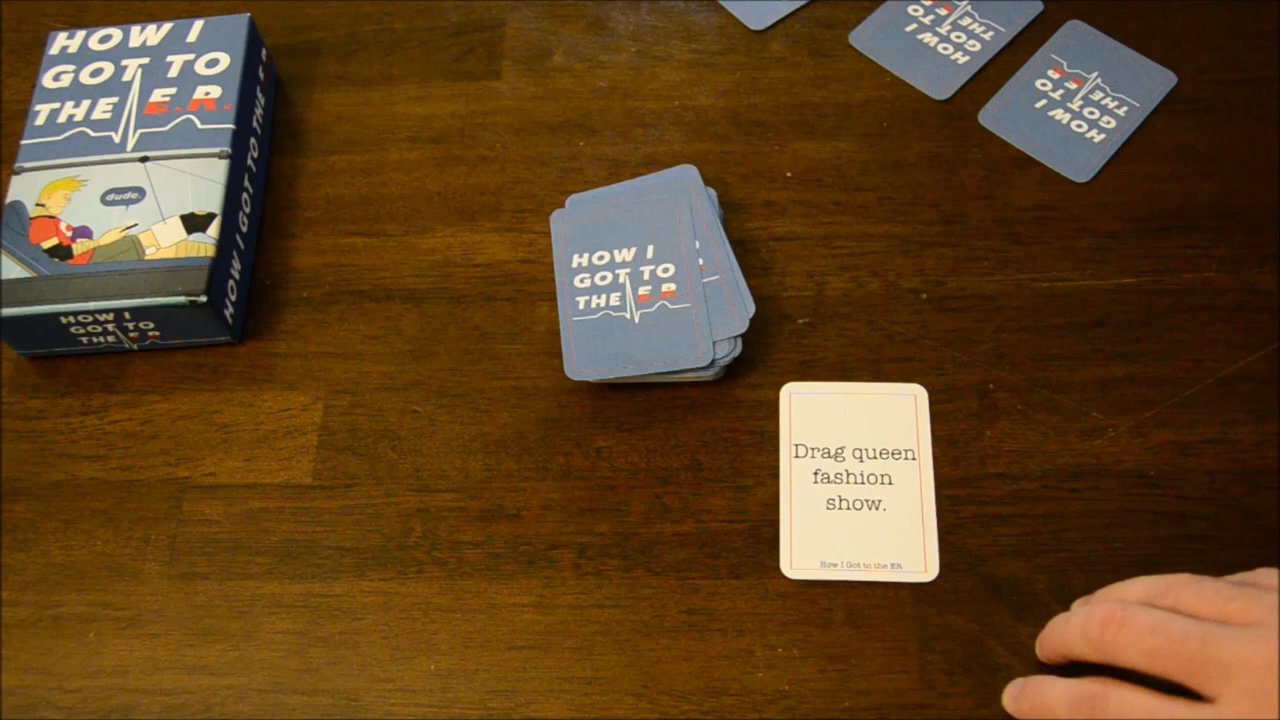 HOW I
GOT TO
THE E.R.
dude.
HOW I GOT TO THE E.R.
HOW I
GOT TO
THE E.R.
HOW I
GOT TO
THE E.R.
HOW I
GOT TO
THE E.R.
HOW I
GOT TO
THE E.R.
Drag queen
fashion
show.
How I Got to the ER